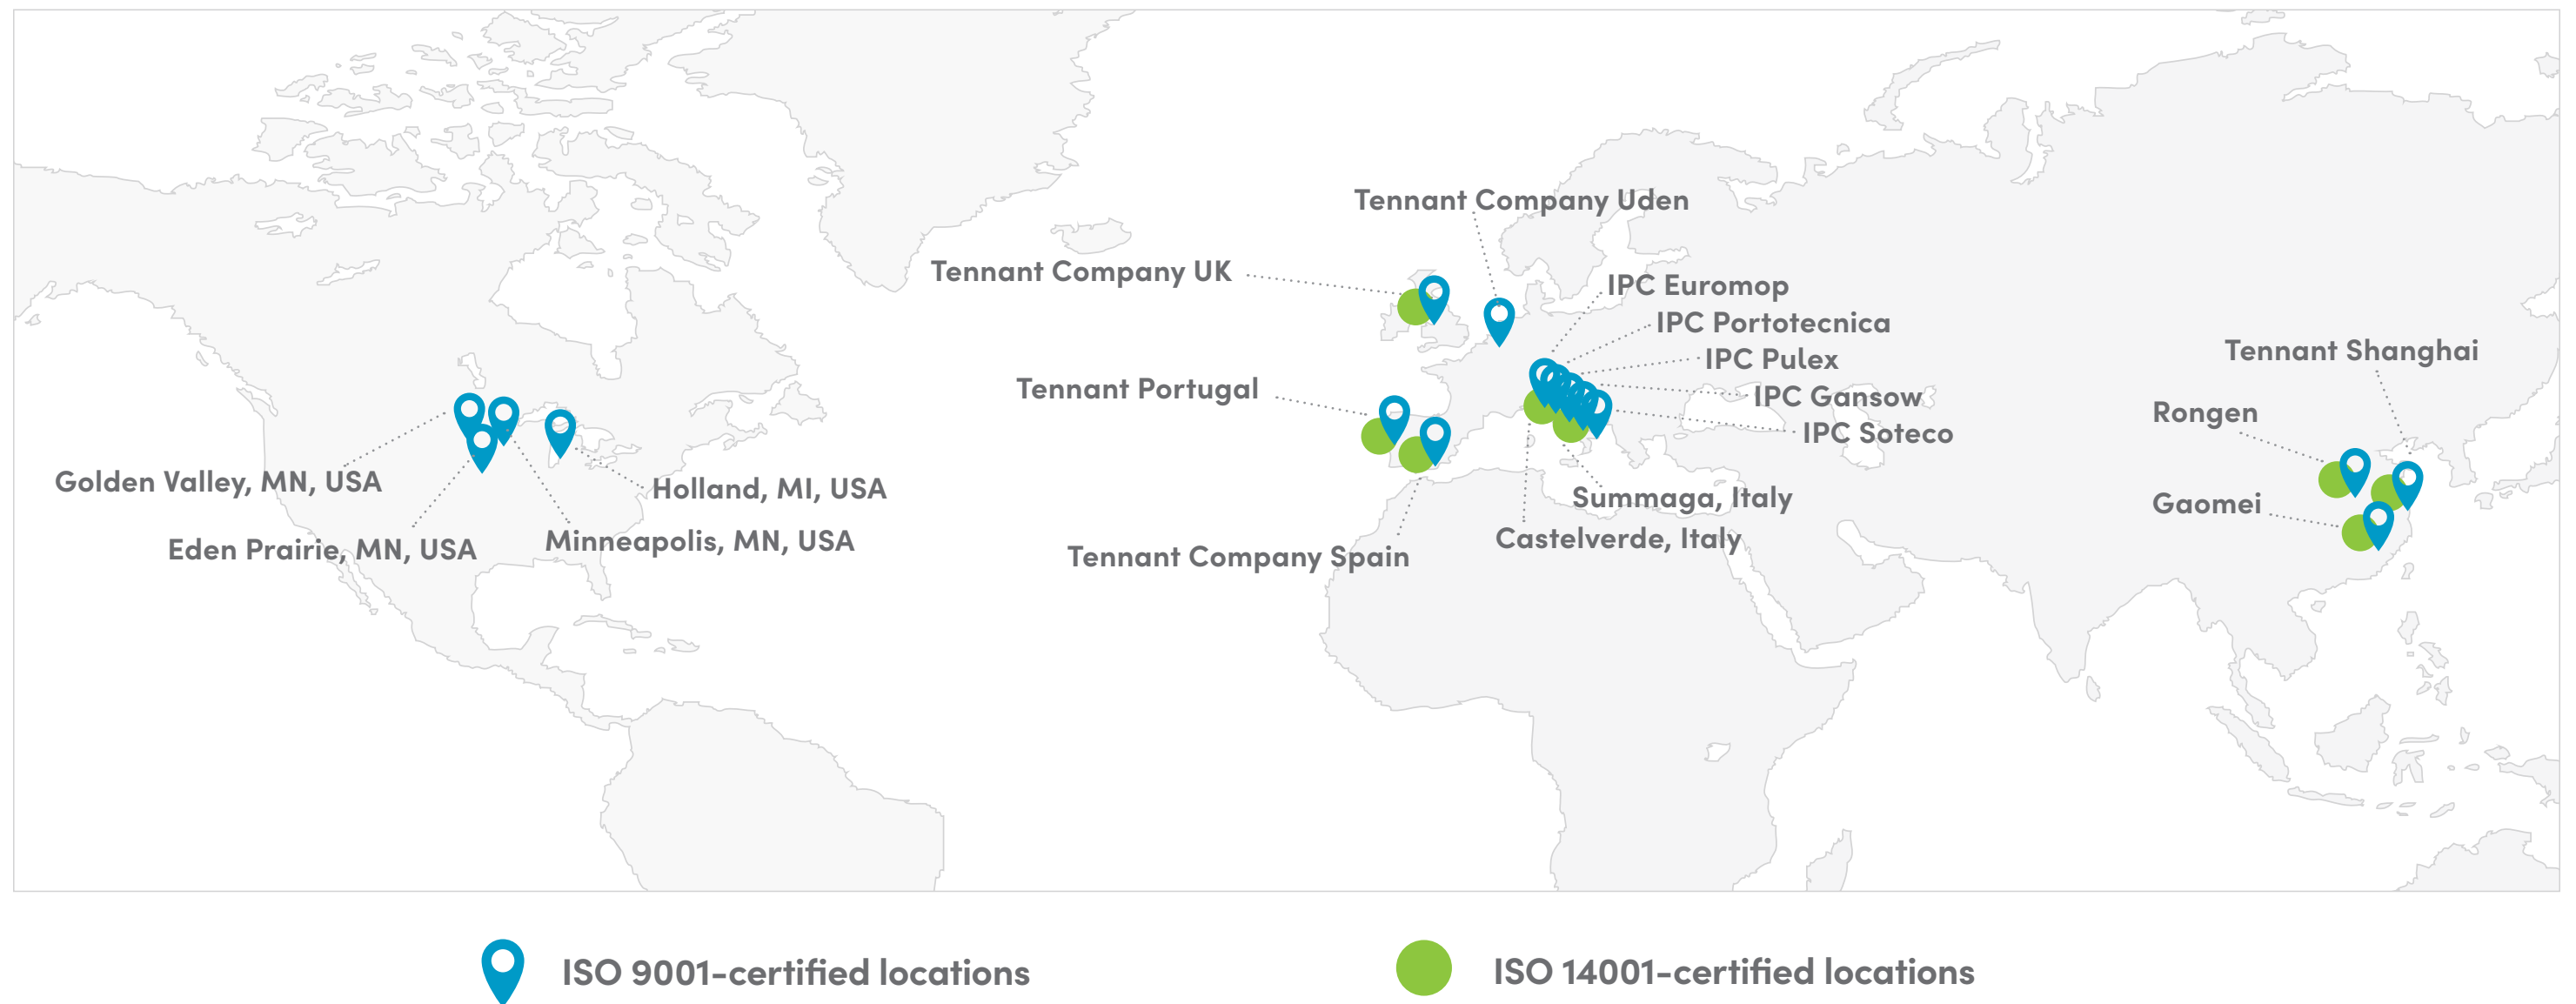 Tennant Company Uden
Tennant Company UK
IPC Euromop
IPC Portotecnica
IPC Pulex
Tennant Shanghai
Tennant Portugal
IPC Gansow
Rongen
IPC Soteco
Golden Valley, MN, USA
Holland, MI, USA
Summaga, Italy
Gaomei
Castelverde, Italy
Minneapolis, MN, USA
Eden Prairie, MN, USA
Tennant Company Spain
ISO 9001-certified locations
ISO 14001-certified locations